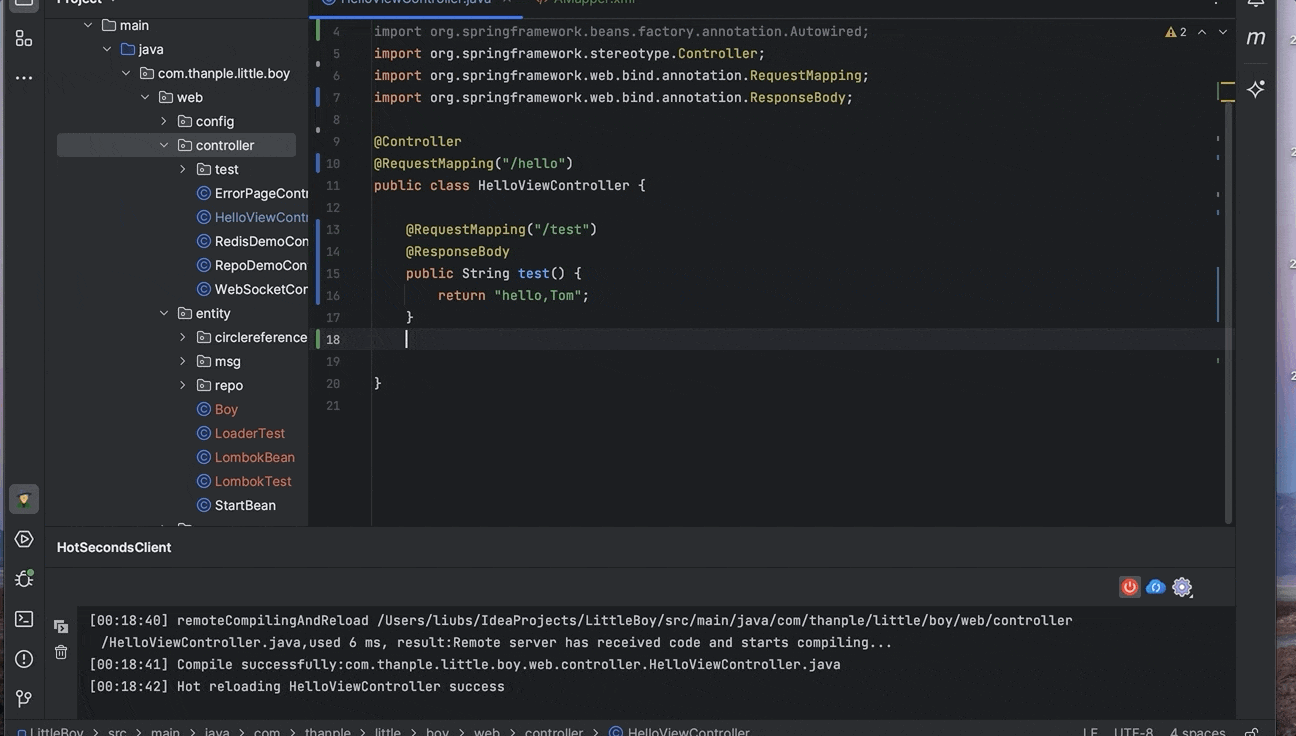 Project
HelloViewController.java
AMapper.xml
main
java
com.thanple.little.boy
web
config
controller
test
ErrorPageContr
HelloViewContr
RedisDemoCon
RepoDemoCon
WebSocketCor
entity
circlereference
msg
repo
Boy
LoaderTest
LombokBean
LombokTest
StartBean
4 import org.springframework.beans.factory.annotation.Autowired;
5 import org.springframework.stereotype.Controller;
6 import org.springframework.web.bind.annotation.RequestMapping;
7 import org.springframework.web.bind.annotation.ResponseBody;
8
9 @Controller
10 @RequestMapping("/hello")
11 public class HelloViewController {
12
13 @RequestMapping("/test")
14 @ResponseBody
15 public String test() {
16 return "hello,Tom";
17 }
18
19
20 }
21
2
m
HotSecondsClient
[00:18:40] remoteCompilingAndReload /Users/liubs/IdeaProjects/LittleBoy/src/main/java/com/thanple/little/boy/web/controller
/HelloViewController.java,used 6 ms, result:Remote server has received code and starts compiling...
[00:18:41] Compile successfully:com.thanple.little.boy.web.controller.HelloViewController.java
[00:18:42] Hot reloading HelloViewController success
LittleBoy > src > main > java > com > thanple > little > boy > web > controller > HelloViewController
LF UTF-8 4 spaces